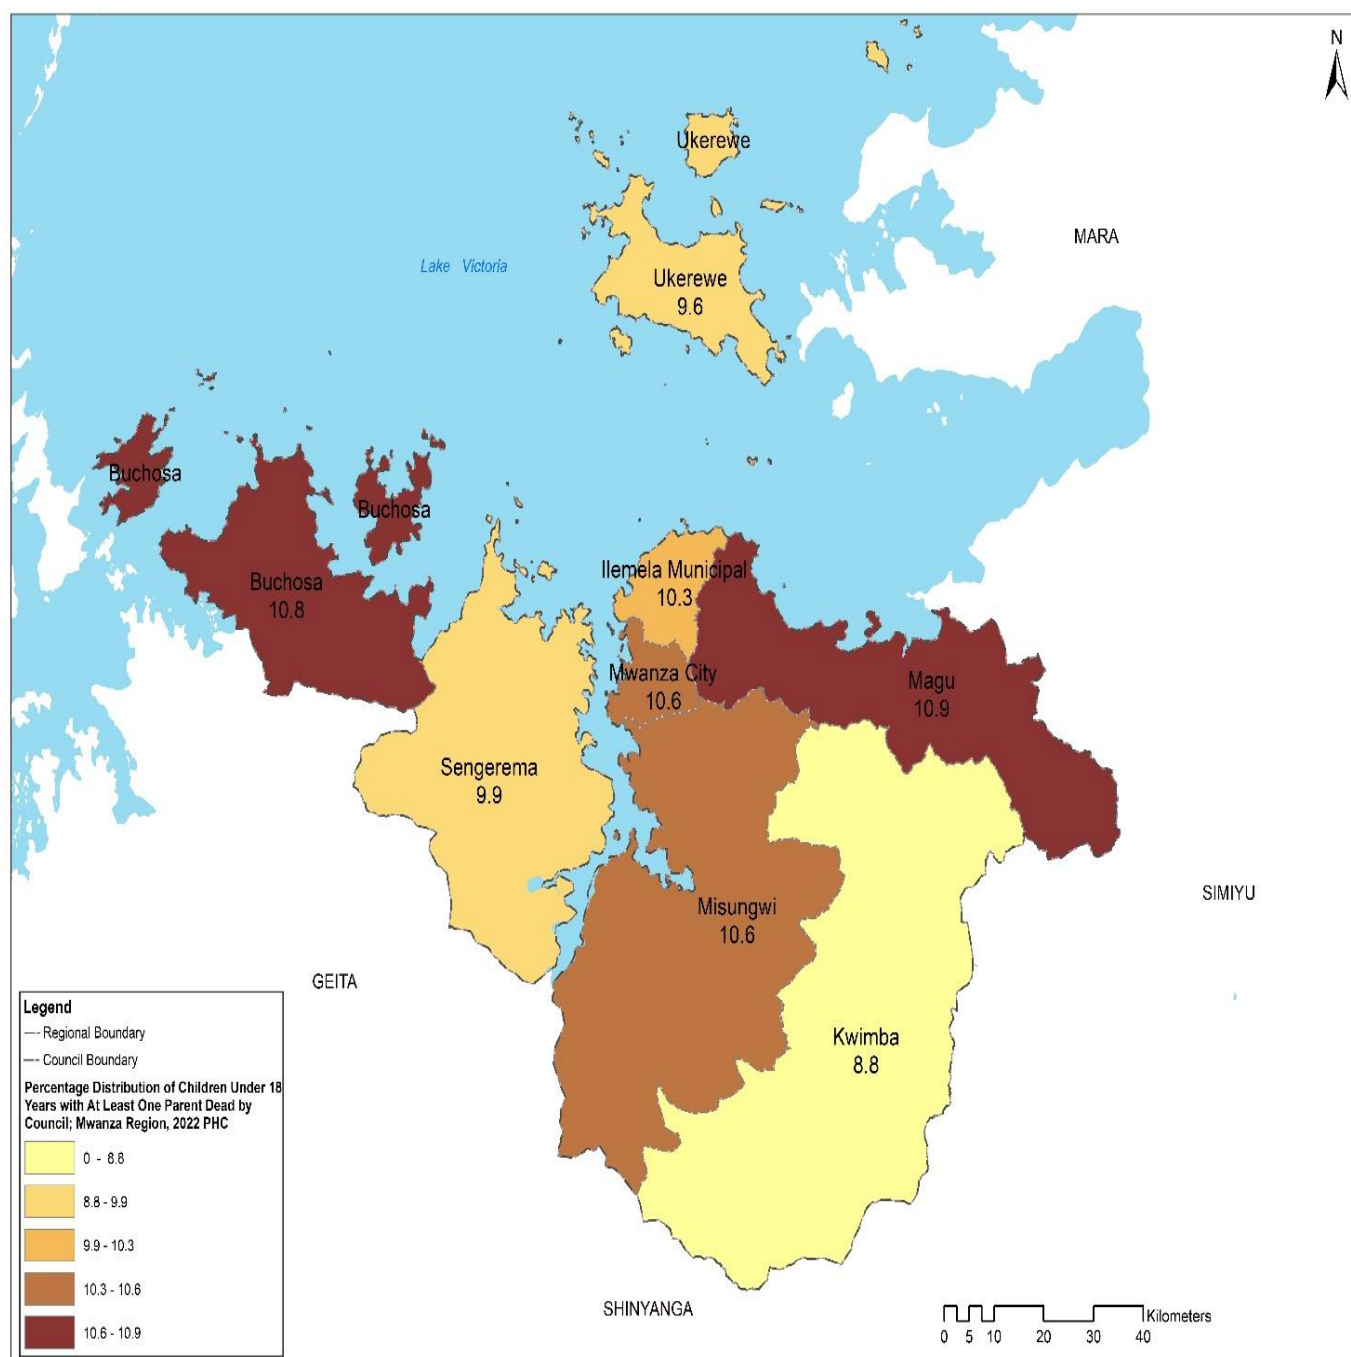 N
Ukerewe
MARA
Lake Victoria
Ukerewe
9.6
Buchosa
Buchosa
Ilemela Municipal
10.3
Buchosa
10.8
Mwanza City
10.6
Magu
10.9
Sengerema
9.9
SIMIYU
Misungwi
10.6
GEITA
Kwimba
8.8
Legend
Regional Boundary
Council Boundary
Percentage Distribution of Children Under 18
Years with At Least One Parent Dead by
Council; Mwanza Region, 2022 PHC
0 - 8.8
8.8 - 9.9
9.9 - 10.3
10.3 - 10.6
10.6 - 10.9
SHINYANGA
Kilometers
0 5 10 20 30 40